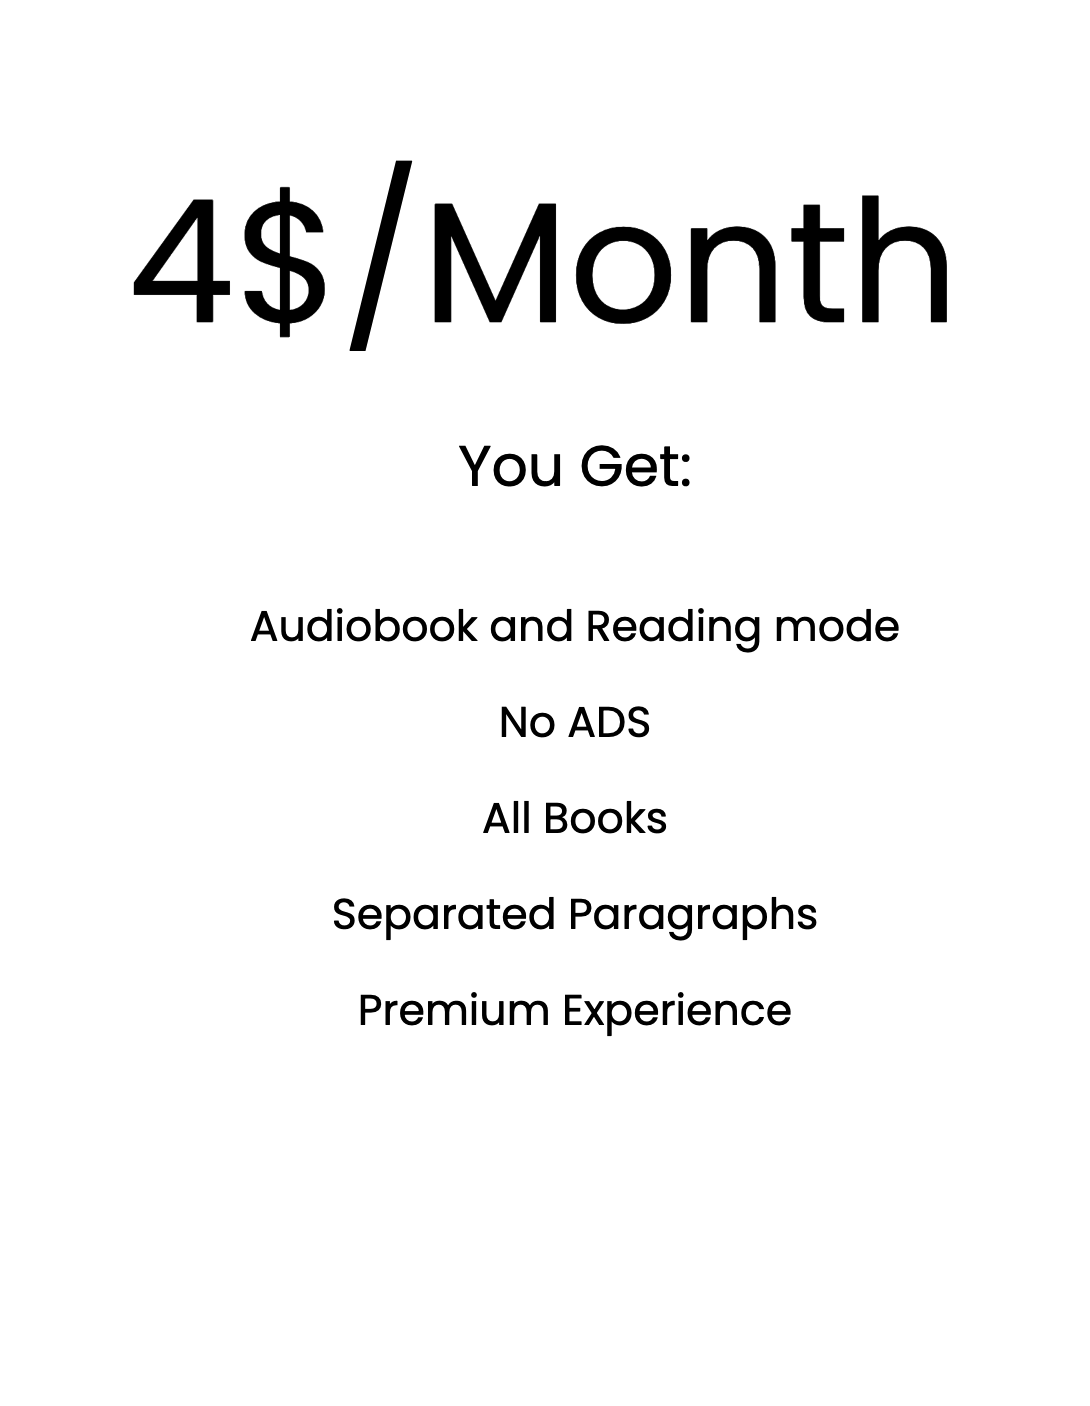 4$/Month
You Get:
Audiobook and Reading mode
No ADS
All Books
Separated Paragraphs
Premium Experience